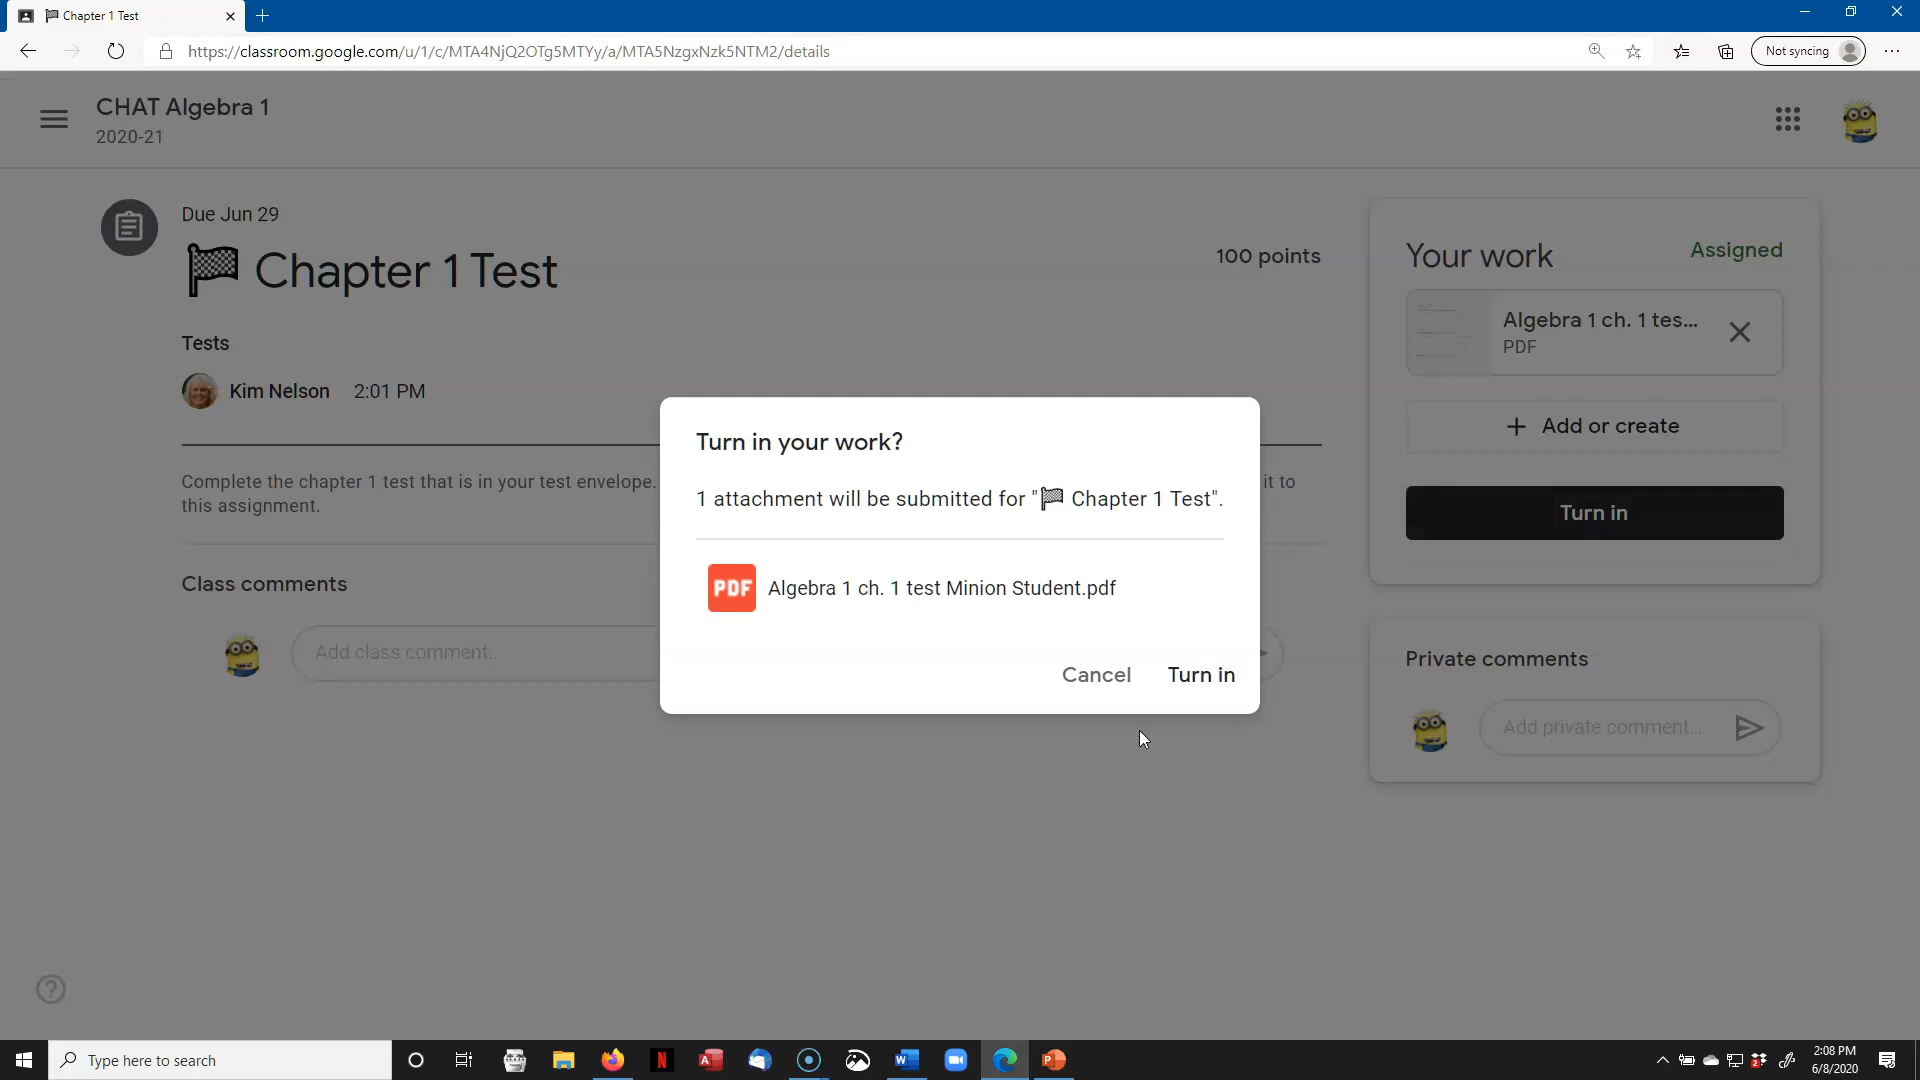 Chapter 1 Test
https://classroom.google.com/u/1/c/MTA4NjQ2OTg5MTYy/a/MTA5NzgxNzk5NTM2/details
Not syncing
CHAT Algebra 1
2020-21
Due Jun 29
Chapter 1 Test
100 points
Tests
Kim Nelson 2:01 PM
Complete the chapter 1 test that is in your test envelope.
it to
this assignment.
Class comments
Add class comment...
Your work
Assigned
Algebra 1 ch. 1 tes...
PDF
+ Add or create
Turn in
Private comments
Add private comment...
Turn in your work?
1 attachment will be submitted for "🏁 Chapter 1 Test".
PDF
Algebra 1 ch. 1 test Minion Student.pdf
Cancel
Turn in
Type here to search
2:08 PM
6/8/2020